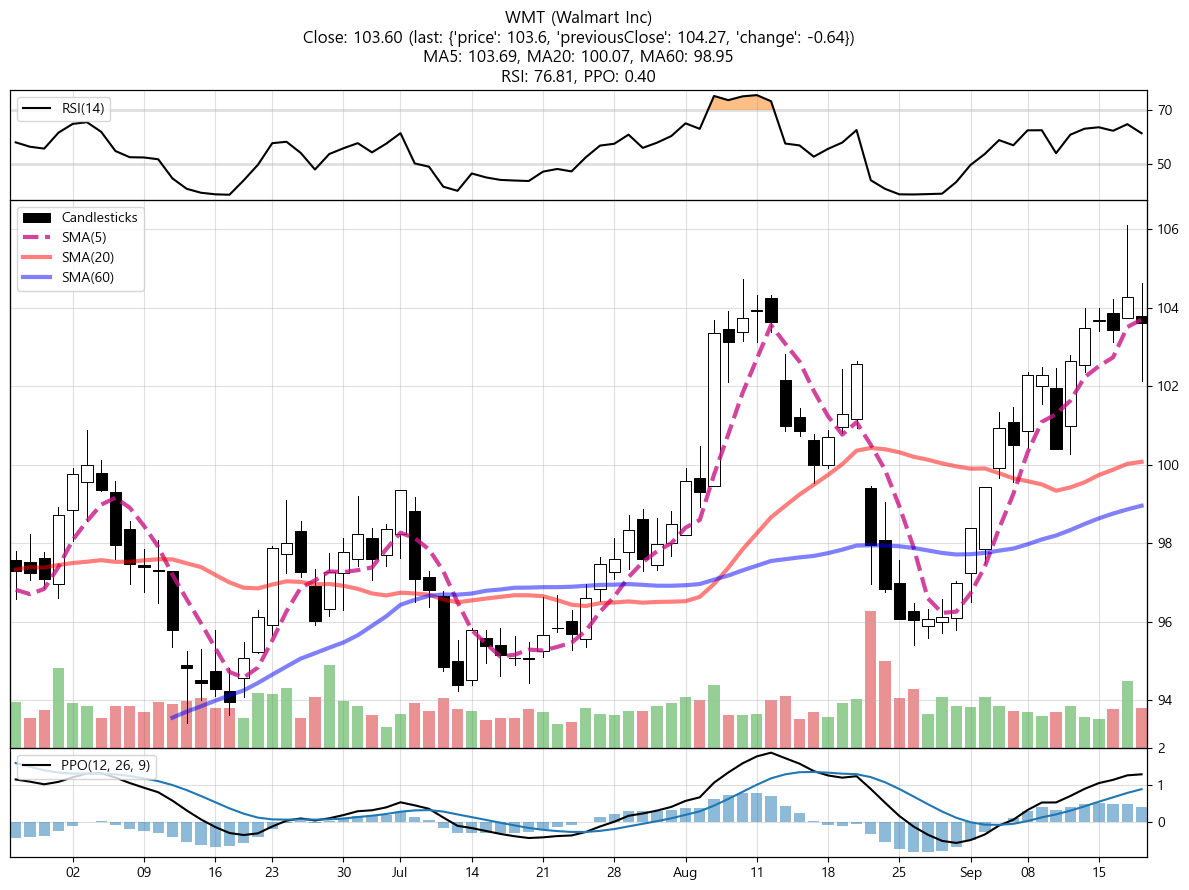 WMT (Walmart Inc)
Close: 103.60 (last: {'price': 103.6, 'previousClose': 104.27, 'change': -0.64})
MA5: 103.69, MA20: 100.07, MA60: 98.95
RSI: 76.81, PPO: 0.40
RSI(14)
70
50
Candlesticks
SMA(5)
SMA(20)
SMA(60)
106
104
102
100
98
96
94
PPO(12, 26, 9)
2
1
0
02 09 16 23 30 Jul 14 21 28 Aug 11 18 25 Sep 08 15